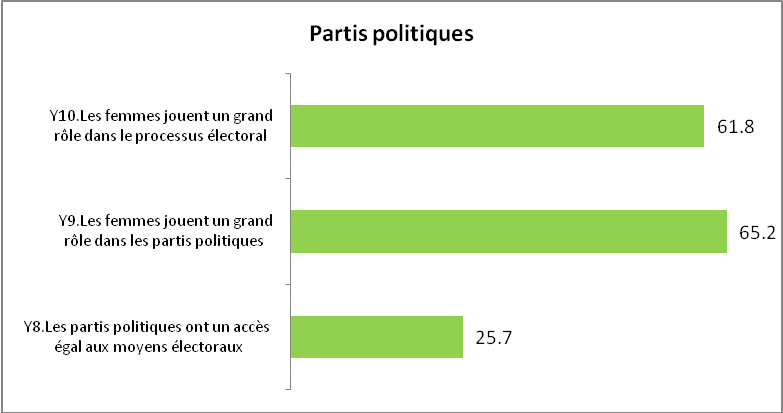 Partis politiques
Y10.Les femmes jouent un grand
rôle dans le processus électoral
61.8
Y9.Les femmes jouent un grand
rôle dans les partis politiques
65.2
Y8.Les partis politiques ont un accès
égal aux moyens électoraux
25.7